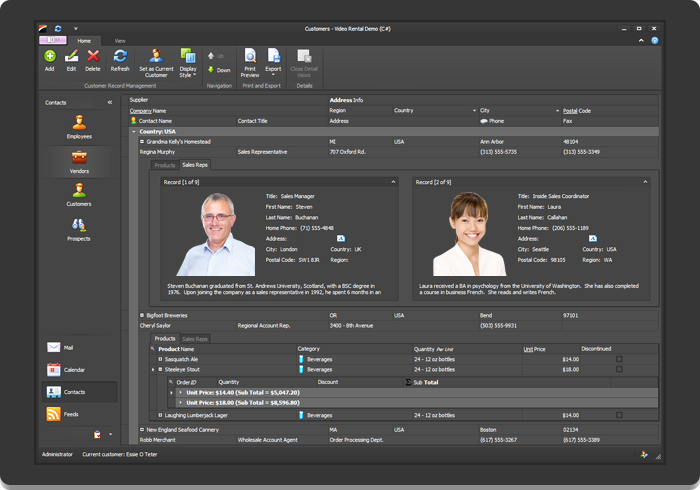 Customers - Video Rental Demo (C#)
Home View
Add Edit Delete Refresh Set as Current Customer Display Style Up Down Print Preview Export Close Detail Views
Customer Record Management Navigation Print and Export Details
Contacts «
Employees
Vendors
Customers
Prospects
Mail
Calendar
Contacts
Feeds
Supplier Address Info
Company Name Region Country City Postal Code
Contact Name Contact Title Address Phone Fax
Country: USA
Grandma Kelly's Homestead MI USA Ann Arbor 48104
Regina Murphy Sales Representative 707 Oxford Rd. (313) 555-5735 (313) 555-3349
Products Sales Reps
Record [1 of 9]
Title: Sales Manager
First Name: Steven
Last Name: Buchanan
Home Phone: (71) 555-4848
Address:
City: London Country: UK
Postal Code: SW1 8JR Region:
Steven Buchanan graduated from St. Andrews University, Scotland, with a BSC degree in
1976. Upon joining the company as a sales representative in 1992, he spent 6 months in an
Record [2 of 9]
Title: Inside Sales Coordinator
First Name: Laura
Last Name: Callahan
Home Phone: (206) 555-1189
Address:
City: Seattle Country: USA
Postal Code: 98105 Region: WA
Laura received a BA in psychology from the University of Washington. She has also completed
a course in business French. She reads and writes French.
Bigfoot Breweries OR USA Bend 97101
Cheryl Saylor Regional Account Rep. 3400 - 8th Avenue (503) 555-9931
Products Sales Reps
Product Name Category Quantity Per Unit Unit Price Discontinued
Sasquatch Ale Beverages 24 - 12 oz bottles $14.00
Steeleye Stout Beverages 24 - 12 oz bottles $18.00
Order ID Quantity Discount Sub Total
Unit Price: $14.40 (Sub Total = $5,047.20)
Unit Price: $18.00 (Sub Total = $8,596.80)
Laughing Lumberjack Lager Beverages 24 - 12 oz bottles $14.00
New England Seafood Cannery MA USA Boston 02134
Robb Merchant Wholesale Account Agent Order Processing Dept. (617) 555-3267 (617) 555-3389
Administrator Current customer: Essie O Teter